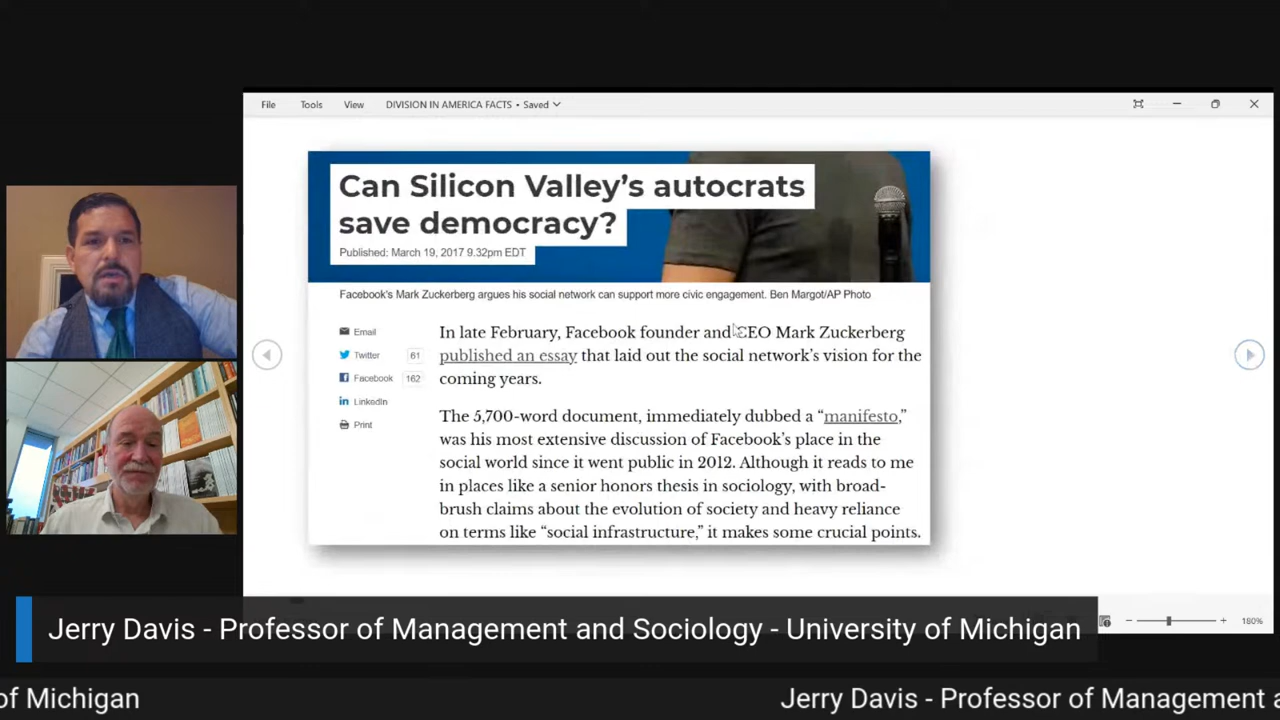 File Tools View DIVISION IN AMERICA FACTS • Saved
Can Silicon Valley’s autocrats
save democracy?
Published: March 19, 2017 9.32pm EDT
Facebook's Mark Zuckerberg argues his social network can support more civic engagement. Ben Margot/AP Photo
Email
Twitter 61
Facebook 162
LinkedIn
Print
In late February, Facebook founder and CEO Mark Zuckerberg
published an essay that laid out the social network’s vision for the
coming years.
The 5,700-word document, immediately dubbed a “manifesto,”
was his most extensive discussion of Facebook’s place in the
social world since it went public in 2012. Although it reads to me
in places like a senior honors thesis in sociology, with broad-
brush claims about the evolution of society and heavy reliance
on terms like “social infrastructure,” it makes some crucial points.
180%
Jerry Davis - Professor of Management and Sociology - University of Michigan
of Michigan
Jerry Davis - Professor of Management a